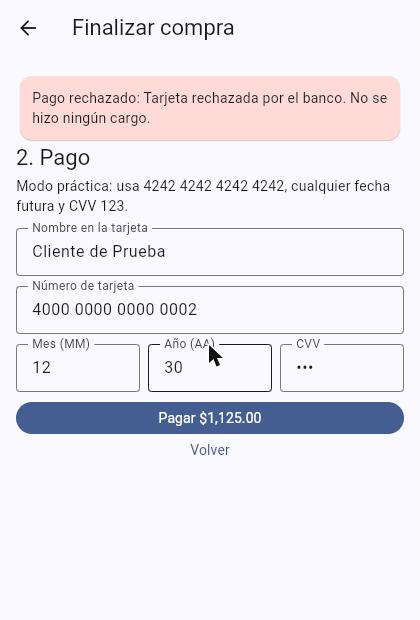 Finalizar compra
Pago rechazado: Tarjeta rechazada por el banco. No se
hizo ningún cargo.
2. Pago
Modo práctica: usa 4242 4242 4242 4242, cualquier fecha
futura y CVV 123.
Nombre en la tarjeta
Cliente de Prueba
Número de tarjeta
4000 0000 0000 0002
Mes (MM) Año (AA) CVV
12 30 •••
Pagar $1,125.00
Volver